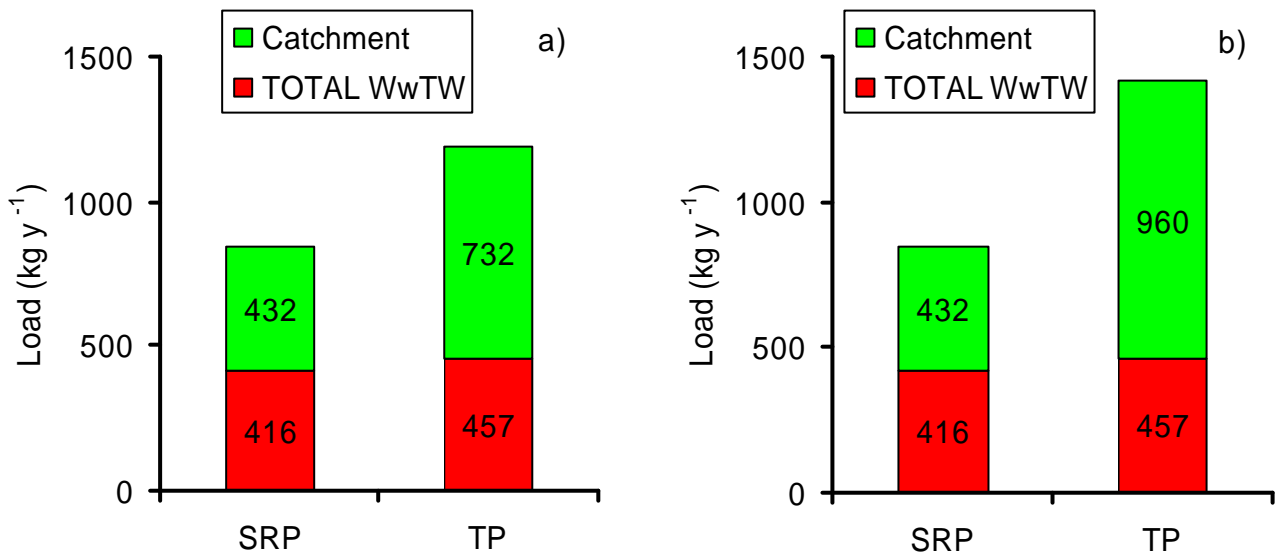 Catchment
TOTAL WwTW
a)
1500
1000
500
0
Load (kg y -1)
432
416
732
457
SRP
TP
Catchment
TOTAL WwTW
b)
1500
1000
500
0
Load (kg y -1)
432
416
960
457
SRP
TP